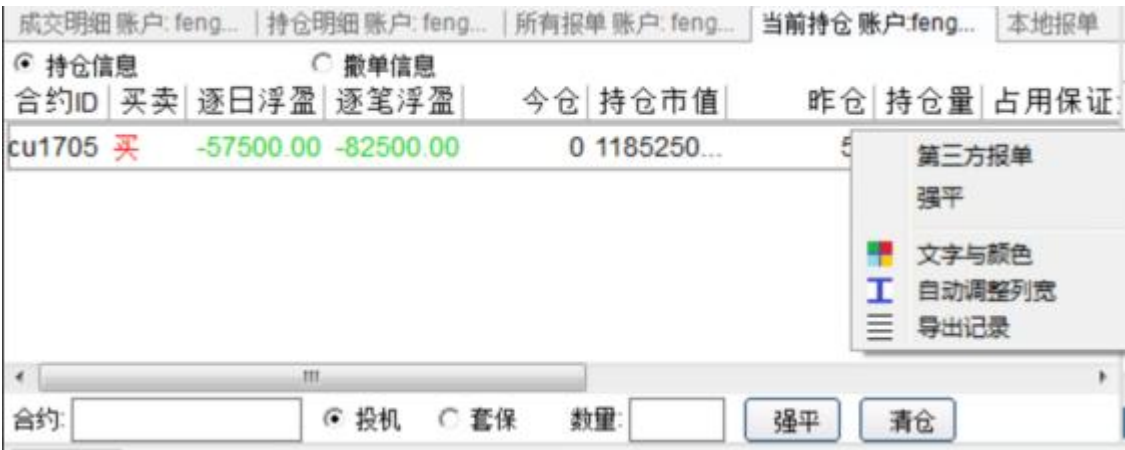 成交明细 账户: feng... 持仓明细 账户: feng... 所有报单 账户: feng... 当前持仓 账户:feng... 本地报单
持仓信息 撤单信息
合约ID 买卖 逐日浮盈 逐笔浮盈 今仓 持仓市值 昨仓 持仓量 占用保证
cu1705 买 -57500.00 -82500.00 0 1185250... 5
第三方报单
强平
文字与颜色
自动调整列宽
导出记录
合约: 投机 套保 数量: 强平 清仓